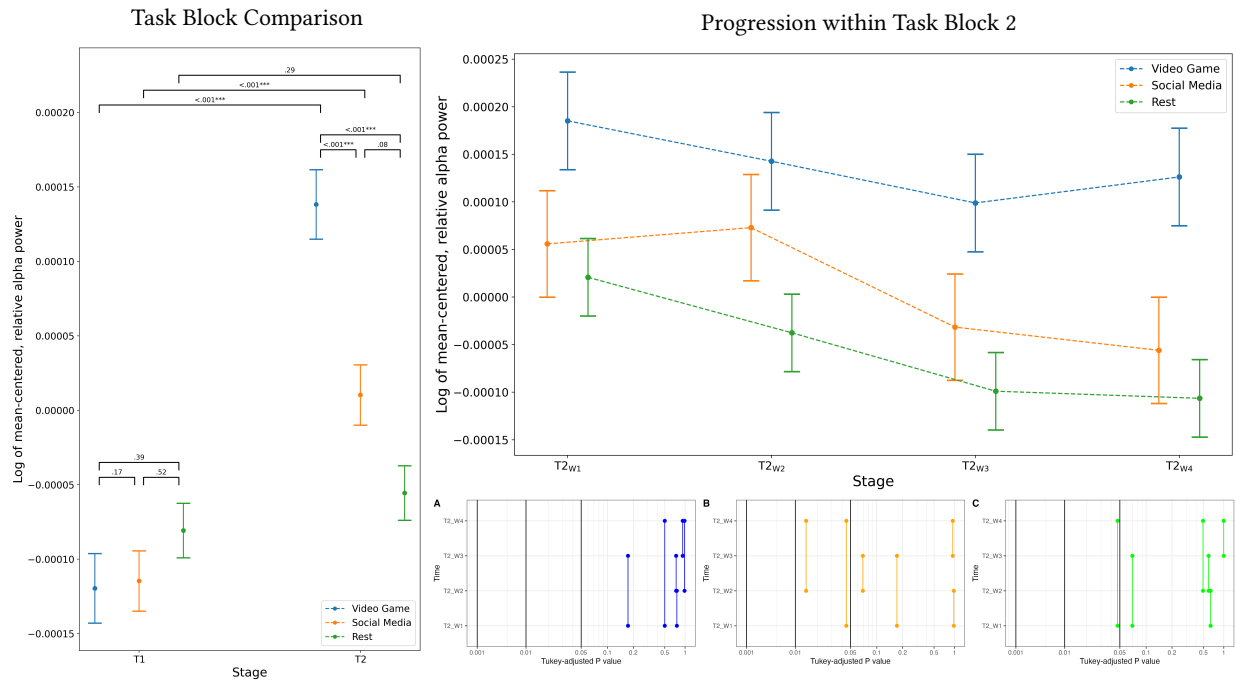 Task Block Comparison
Log of mean-centered, relative alpha power
0.00020
0.00015
0.00010
0.00005
0.00000
−0.00005
−0.00010
−0.00015
.29
<.001***
<.001***
<.001***
<.001***
.08
.39
.17
.52
Video Game
Social Media
Rest
T1
T2
Stage
Progression within Task Block 2
Log of mean-centered, relative alpha power
0.00025
0.00020
0.00015
0.00010
0.00005
0.00000
−0.00005
−0.00010
−0.00015
Video Game
Social Media
Rest
T2W1
T2W2
T2W3
T2W4
Stage
A
Time
T2_W4
T2_W3
T2_W2
T2_W1
0.001 0.01 0.05 0.1 0.2 0.5 1
Tukey-adjusted P value
B
Time
T2_W4
T2_W3
T2_W2
T2_W1
0.001 0.01 0.05 0.1 0.2 0.5 1
Tukey-adjusted P value
C
Time
T2_W4
T2_W3
T2_W2
T2_W1
0.001 0.01 0.05 0.1 0.2 0.5 1
Tukey-adjusted P value